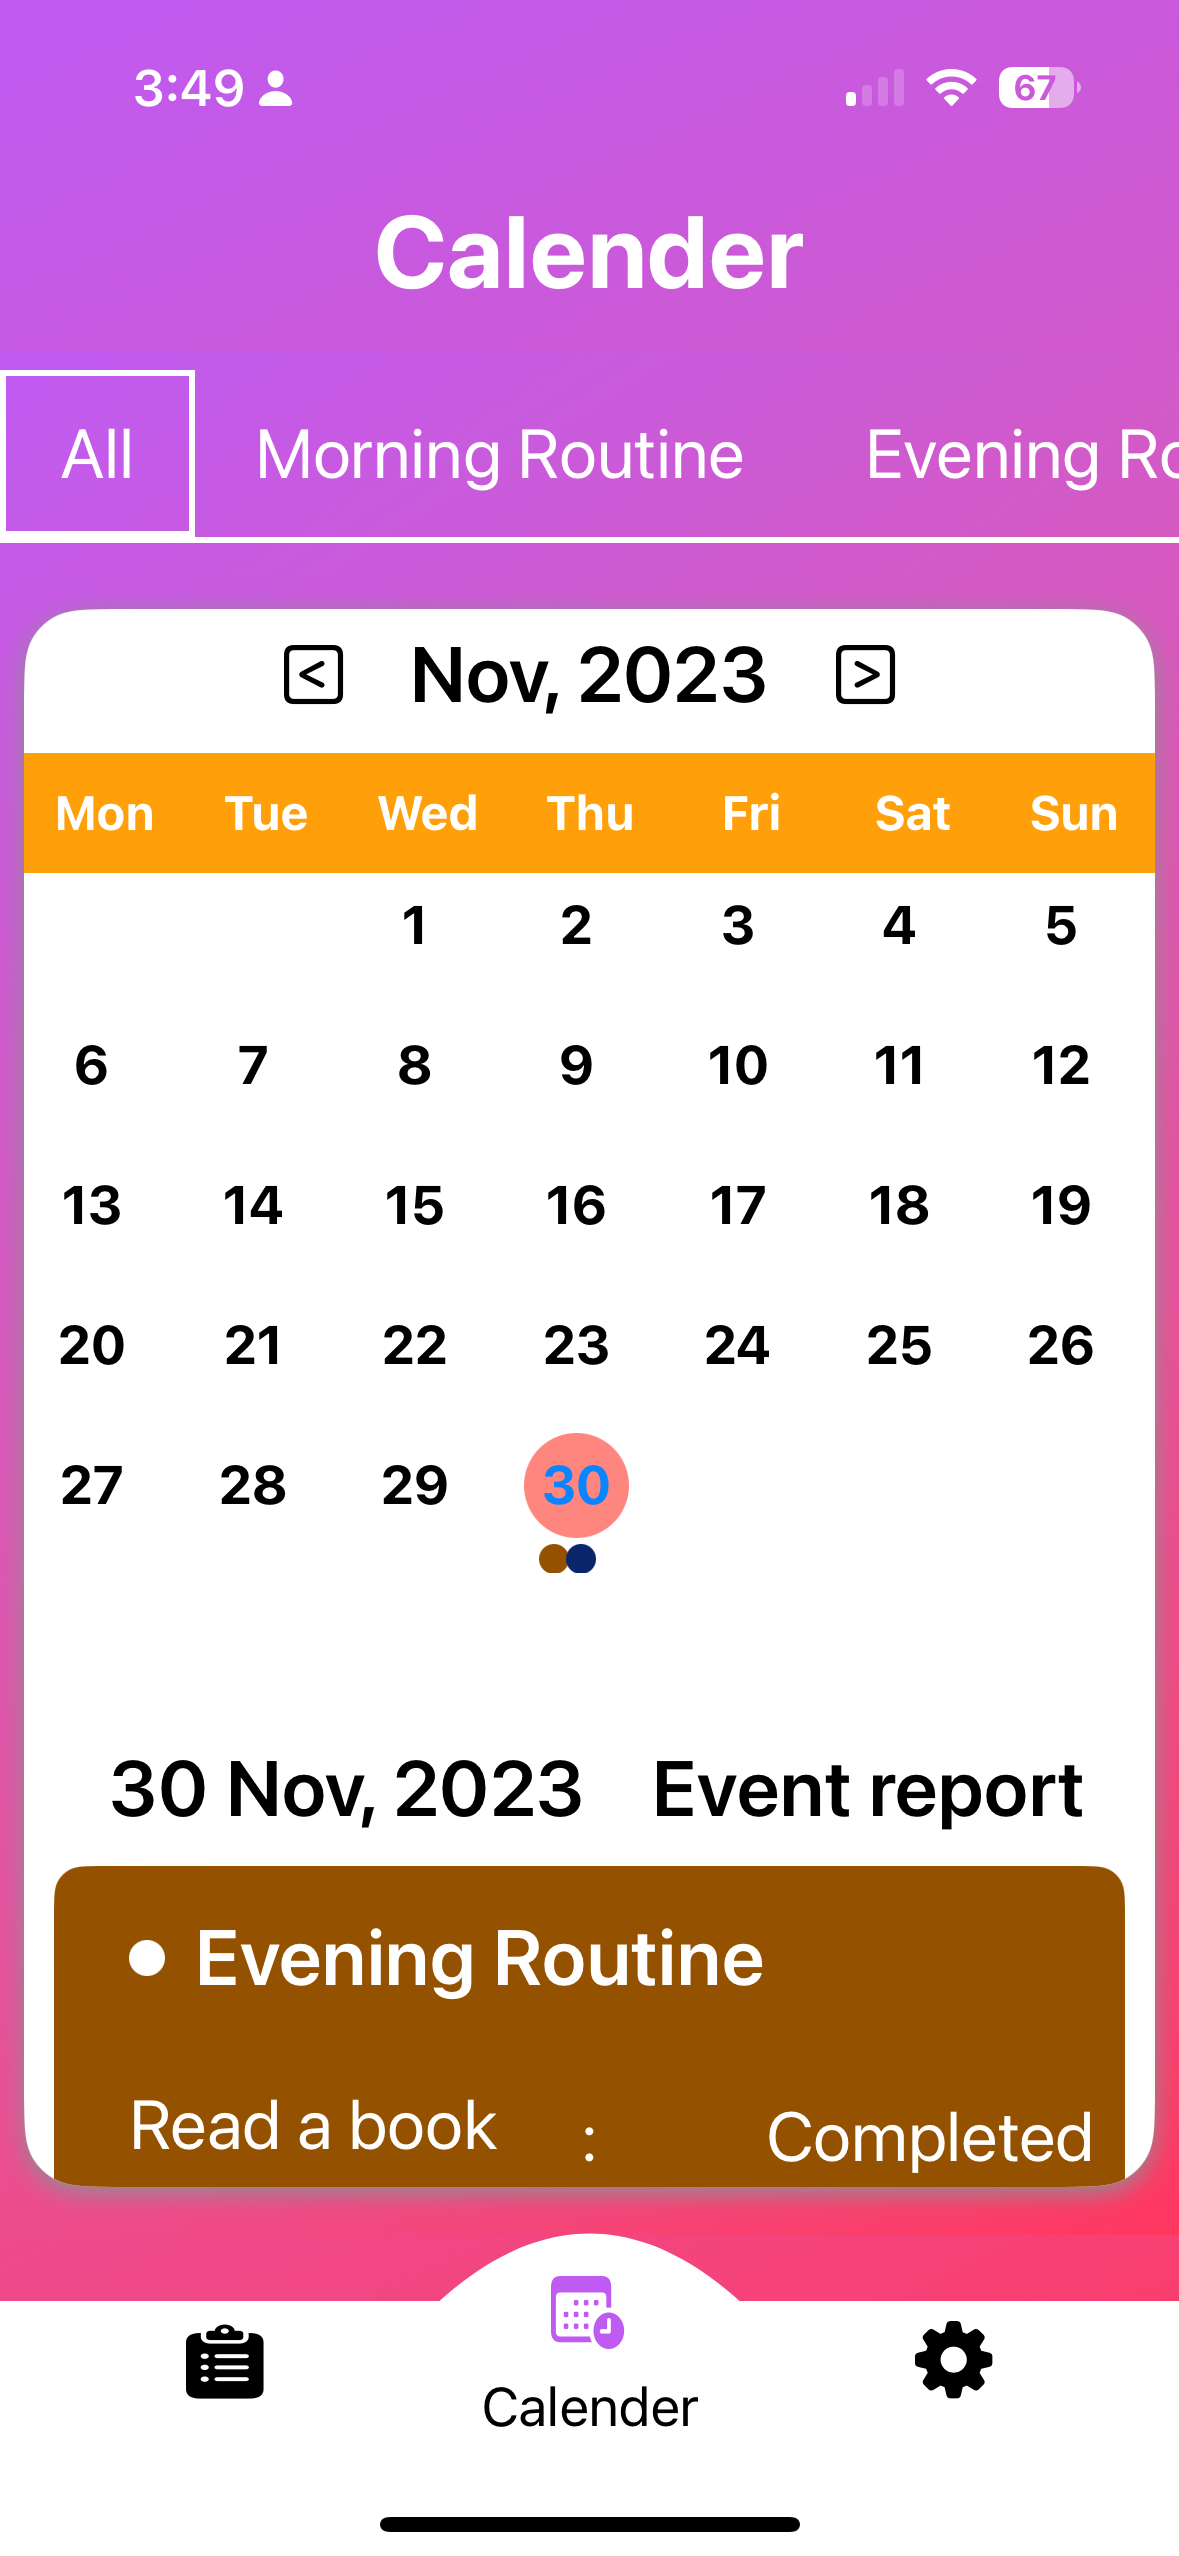 3:49 67
Calender
All Morning Routine Evening Ro
< Nov, 2023 >
Mon Tue Wed Thu Fri Sat Sun
1 2 3 4 5
6 7 8 9 10 11 12
13 14 15 16 17 18 19
20 21 22 23 24 25 26
27 28 29 30
30 Nov, 2023 Event report
Evening Routine
Read a book : Completed
Calender